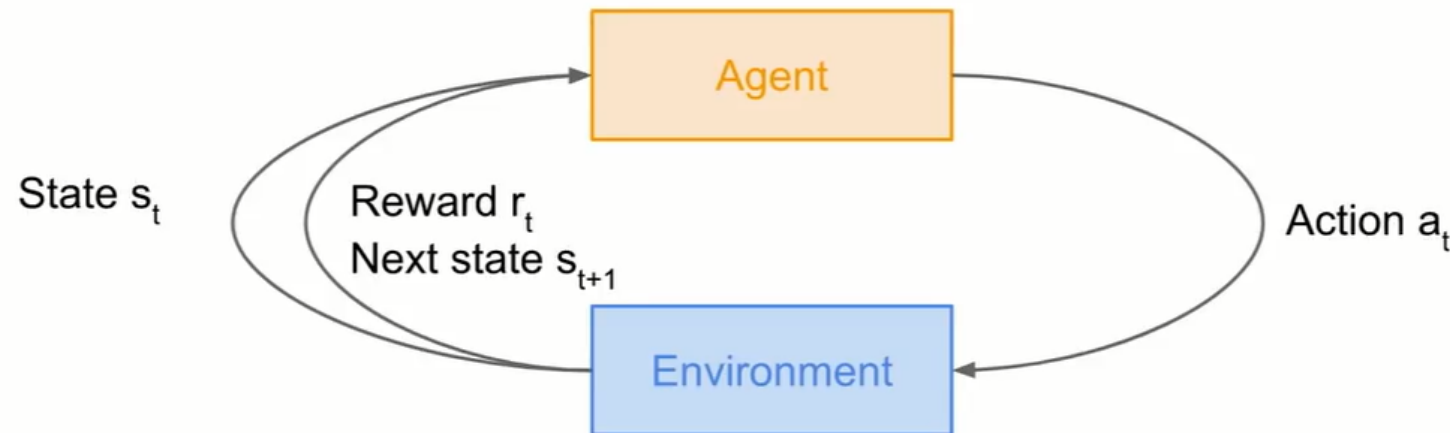 Agent
State sₜ
Reward rₜ
Next state sₜ₊₁
Action aₜ
Environment